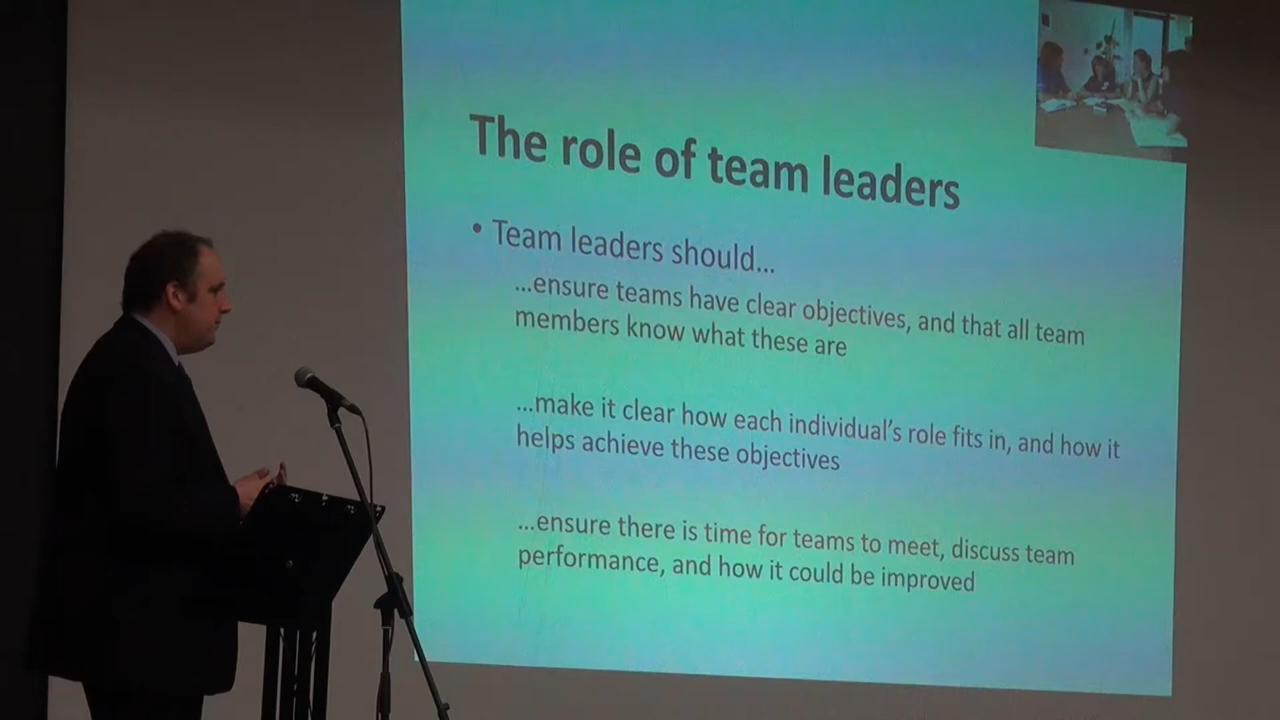 The role of team leaders
• Team leaders should...
...ensure teams have clear objectives, and that all team
members know what these are
...make it clear how each individual's role fits in, and how it
helps achieve these objectives
...ensure there is time for teams to meet, discuss team
performance, and how it could be improved